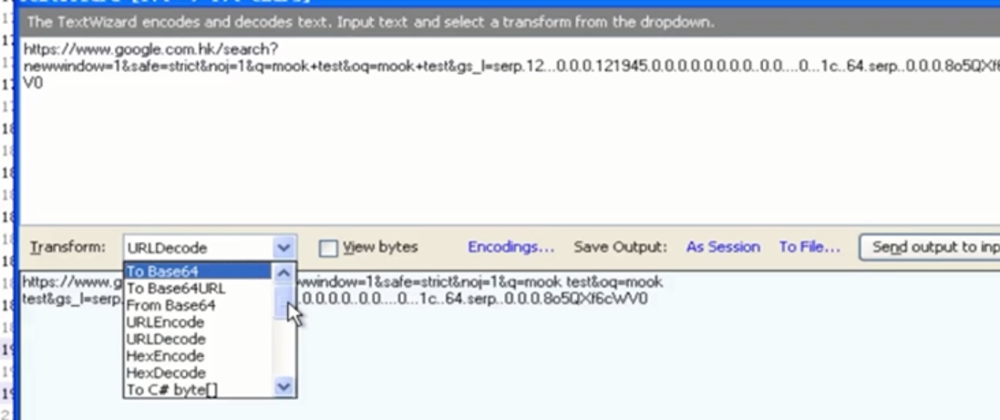 The TextWizard encodes and decodes text. Input text and select a transform from the dropdown.
https://www.google.com.hk/search?
newwindow=1&safe=strict&noj=1&q=mook+test&oq=mook+test&gs_l=serp.12...0.0.0.121945.0.0.0.0.0.0.0.0..0.0....0...1c..64.serp..0.0.0.8o5QXf6
V0
Transform: URLDecode View bytes Encodings... Save Output: As Session To File... Send output to inp
To Base64
https://www.g wwindow=1&safe=strict&noj=1&q=mook test&oq=mook
To Base64URL
test&gs_l=serp. .0.0.0.0..0.0....0...1c..64.serp..0.0.0.8o5QXf6cWV0
From Base64
URLEncode
URLDecode
HexEncode
HexDecode
To C# byte[]